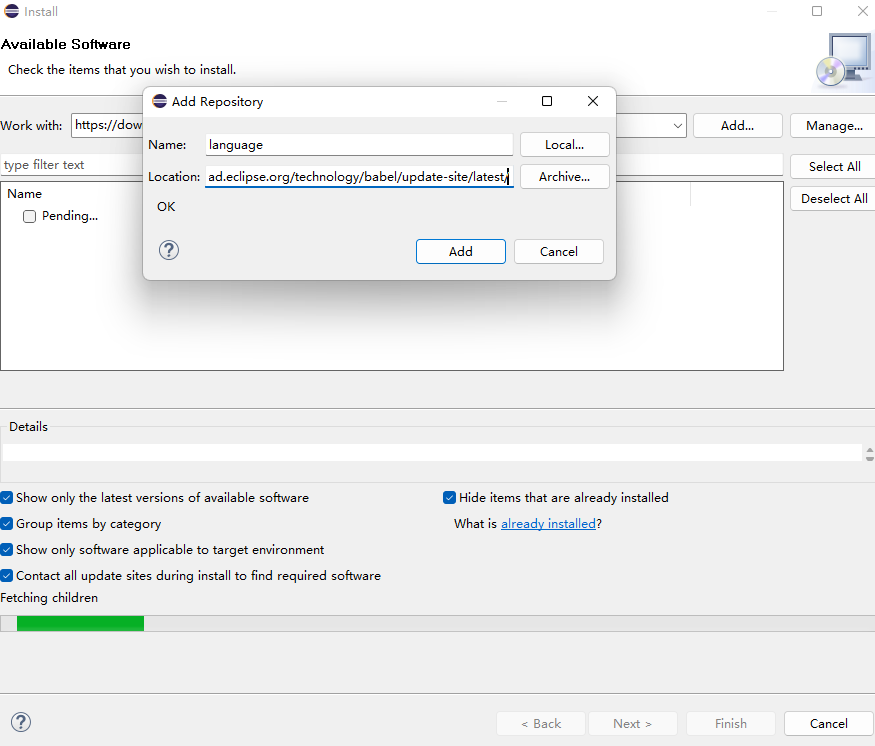 Install
Available Software
Check the items that you wish to install.
Add Repository
Work with: https://dow
Add...
Manage...
Name: language
Local...
type filter text
Select All
Location: ad.eclipse.org/technology/babel/update-site/latest/
Archive...
Name
Deselect All
OK
Pending...
Add
Cancel
Details
Show only the latest versions of available software
Hide items that are already installed
Group items by category
What is already installed?
Show only software applicable to target environment
Contact all update sites during install to find required software
Fetching children
< Back
Next >
Finish
Cancel